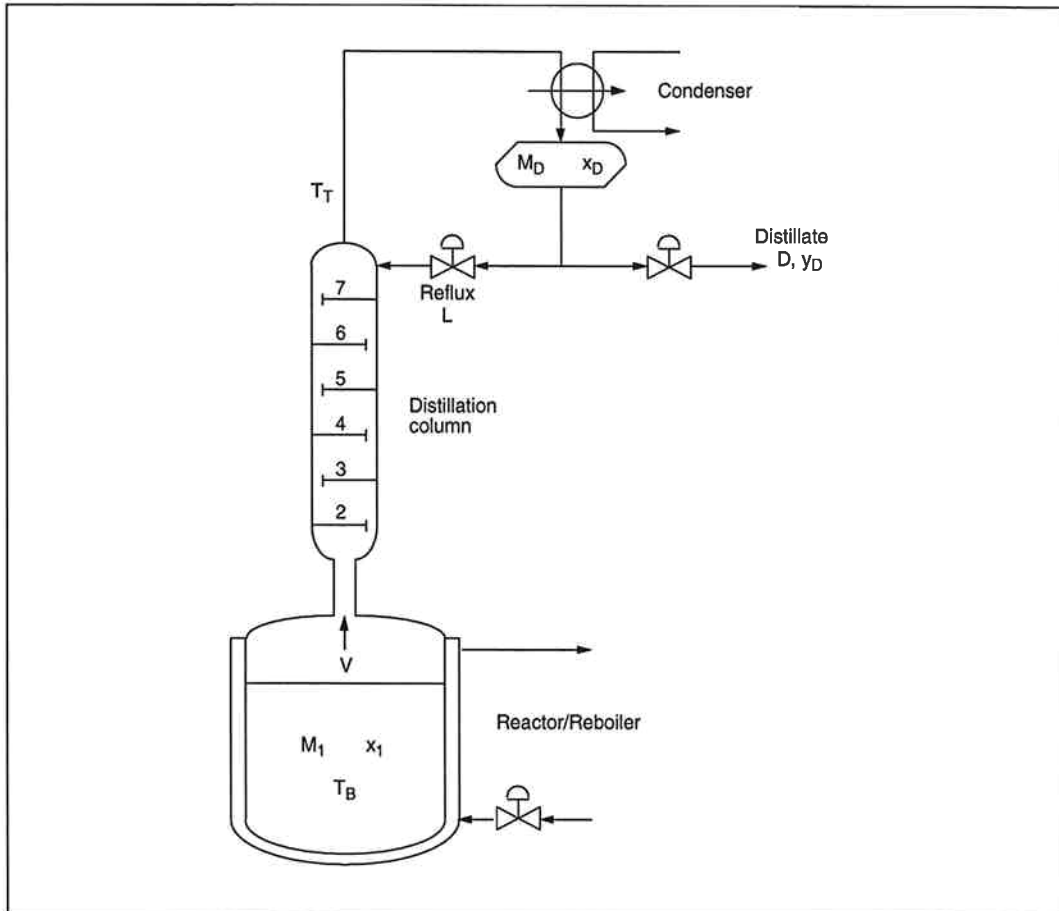 Condenser
M_D x_D
T_T
Distillate
D, y_D
Reflux
L
7
6
5
4
3
2
Distillation
column
V
Reactor/Reboiler
M_1 x_1
T_B